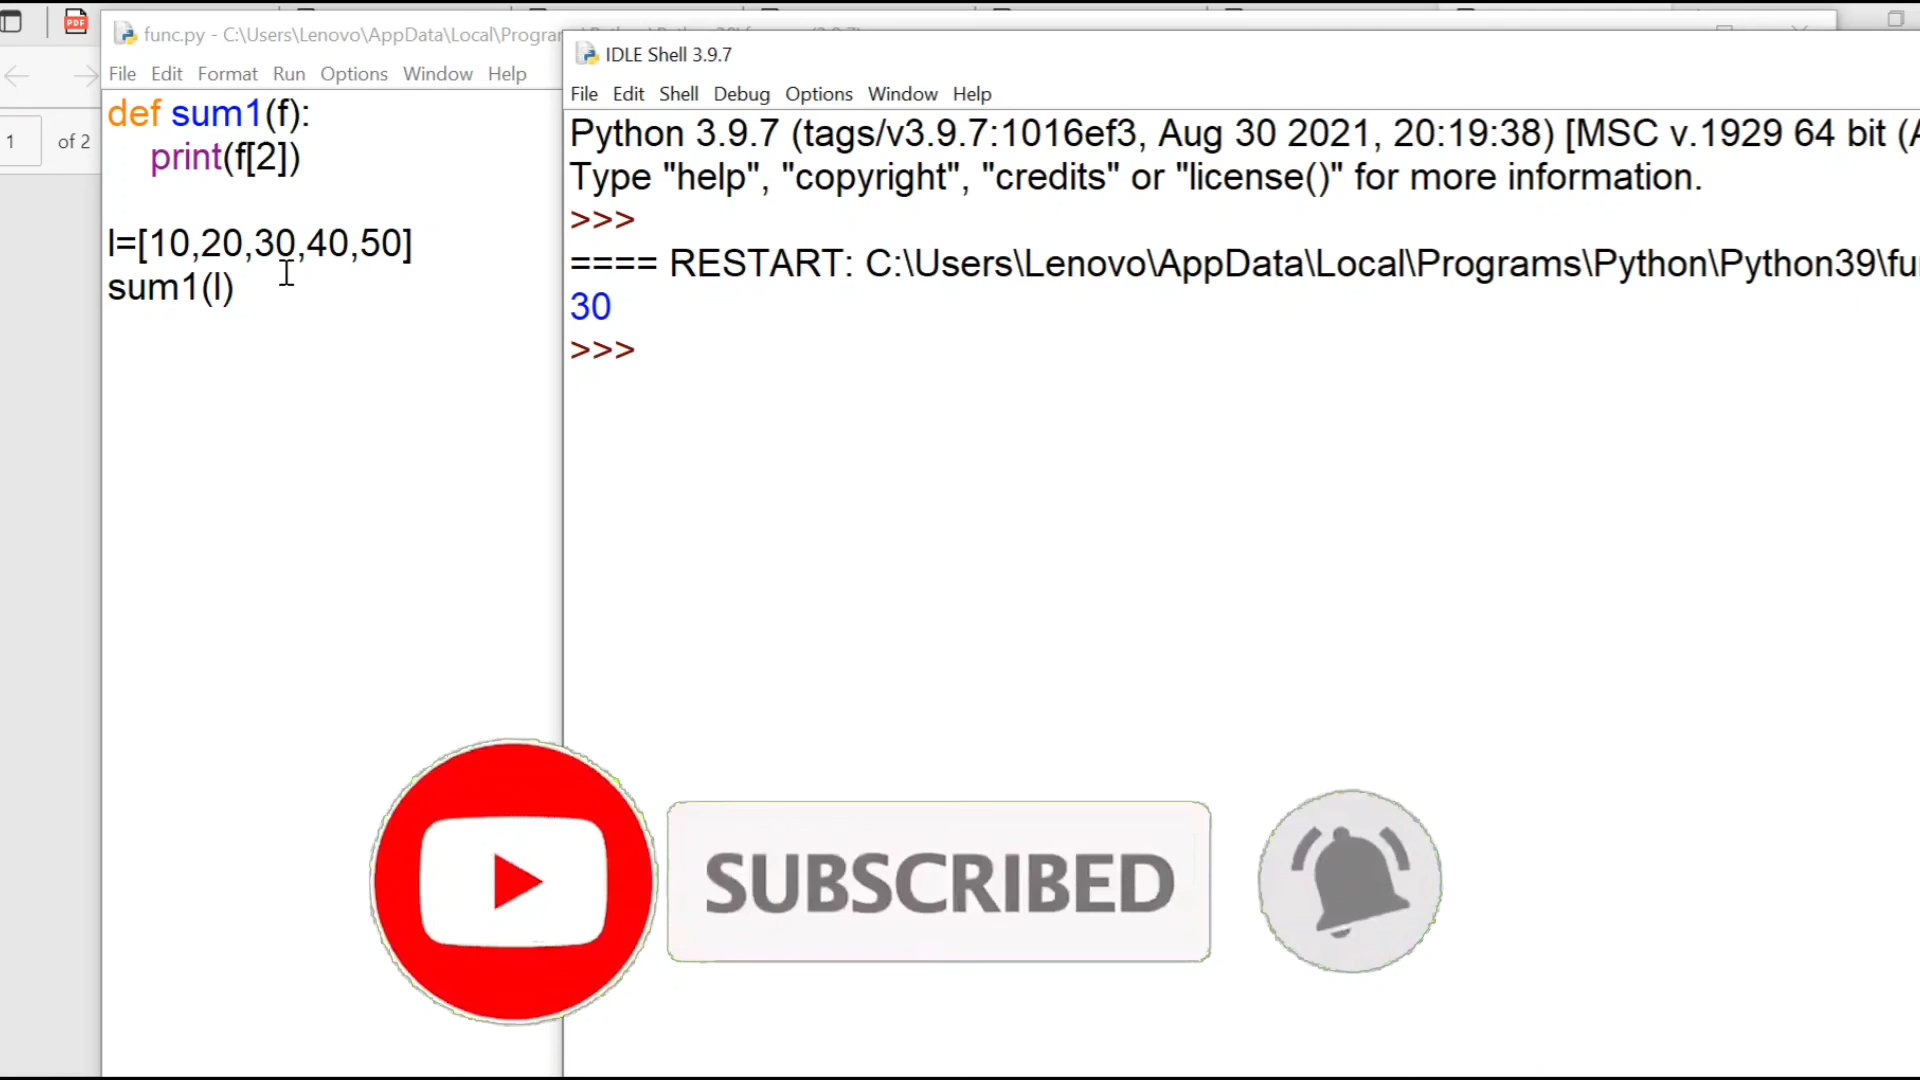 PDF
func.py - C:\Users\Lenovo\AppData\Local\Program
File Edit Format Run Options Window Help
1 of 2
def sum1(f):
    print(f[2])
l=[10,20,30,40,50]
sum1(l)
IDLE Shell 3.9.7
File Edit Shell Debug Options Window Help
Python 3.9.7 (tags/v3.9.7:1016ef3, Aug 30 2021, 20:19:38) [MSC v.1929 64 bit (A
Type "help", "copyright", "credits" or "license()" for more information.
>>>
==== RESTART: C:\Users\Lenovo\AppData\Local\Programs\Python\Python39\fu
30
>>>
SUBSCRIBED